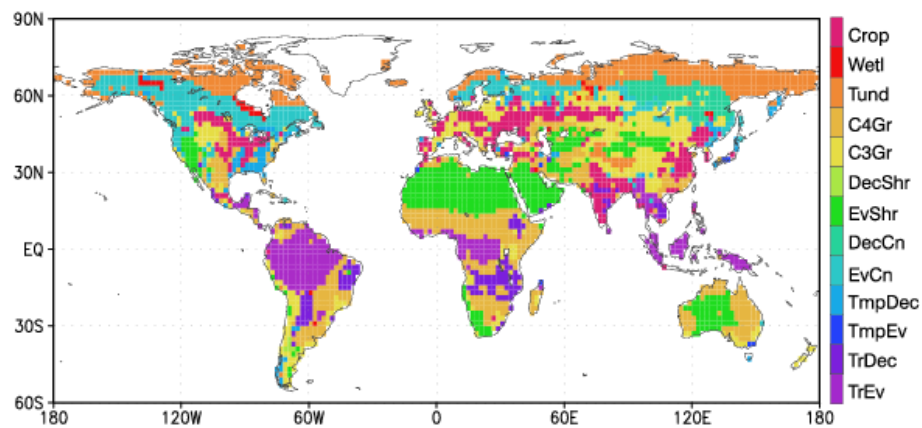 90N
60N
30N
EQ
30S
60S
180
120W
60W
0
60E
120E
180
Crop
Wetl
Tund
C4Gr
C3Gr
DecShr
EvShr
DecCn
EvCn
TmpDec
TmpEv
TrDec
TrEv